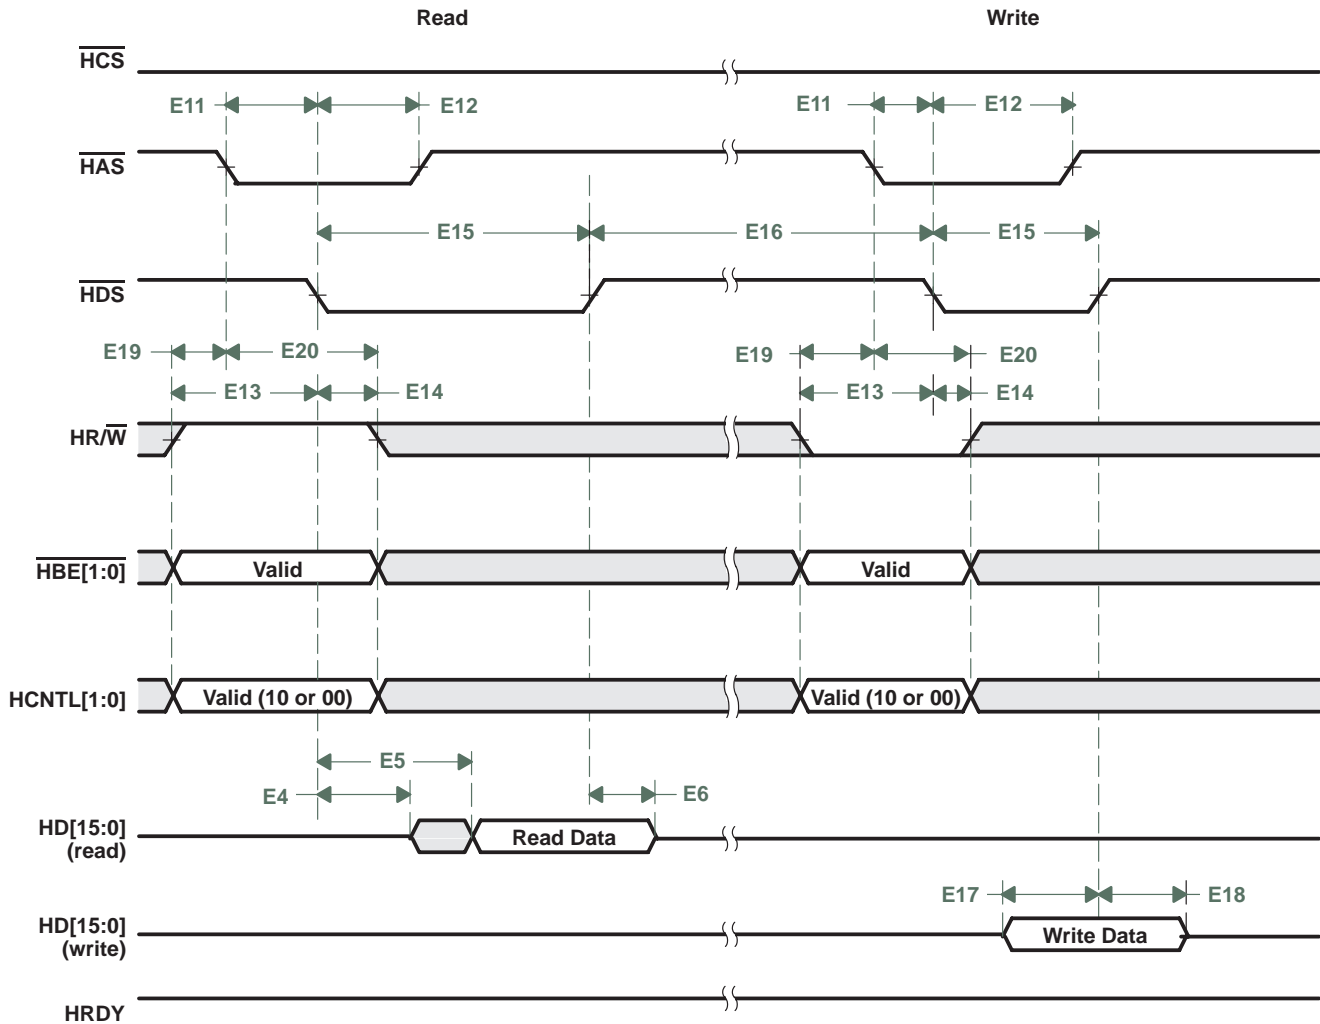 Read Write
HCS
E11 E12 E11 E12
HAS
E15 E16 E15
HDS
E19 E20 E19 E20
E13 E14 E13 E14
HR/W
HBE[1:0] Valid Valid
HCNTL[1:0] Valid (10 or 00) Valid (10 or 00)
E5
E4 E6
HD[15:0]
(read)
Read Data
E17 E18
HD[15:0]
(write)
Write Data
HRDY